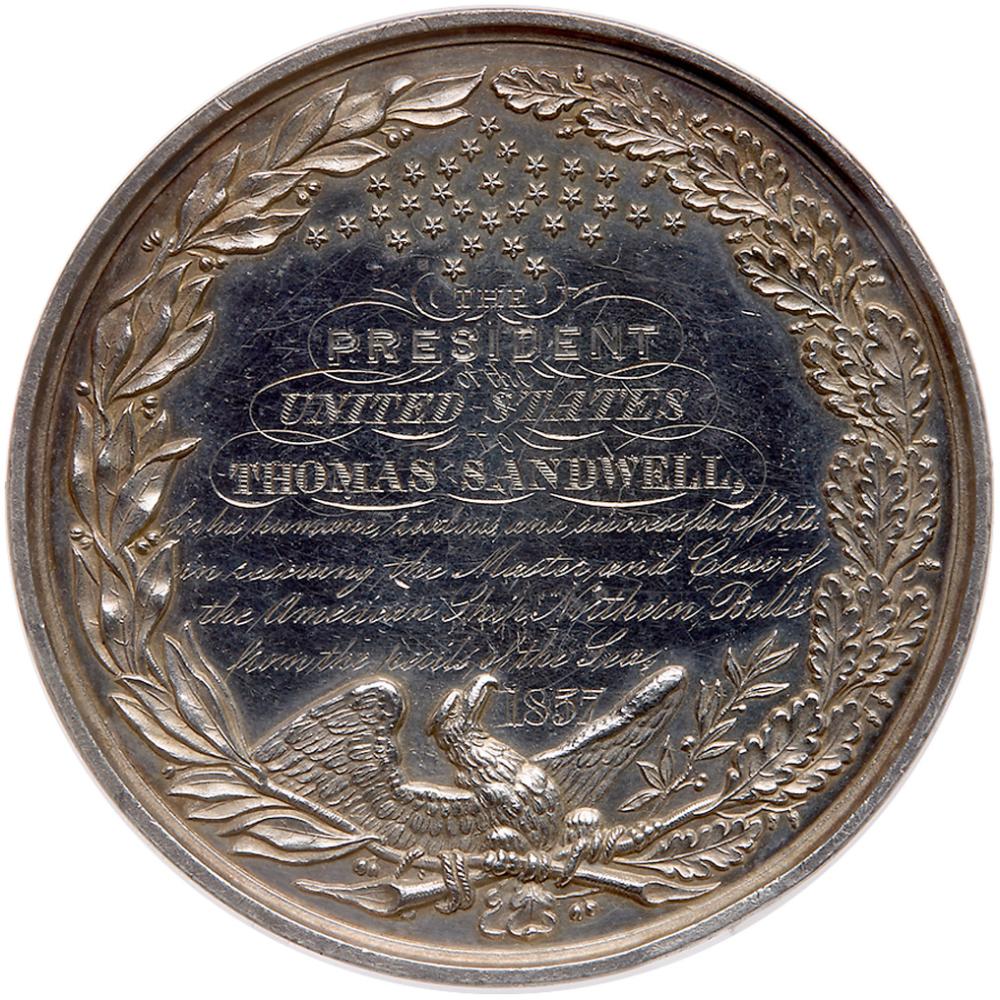 THE
PRESIDENT
of the
UNITED STATES
TO
THOMAS SANDWELL,
for his humane, zealous and successful efforts
in rescuing the Master and Crew of
the American Ship, Northern Belle
from the perils of the Sea,
1857